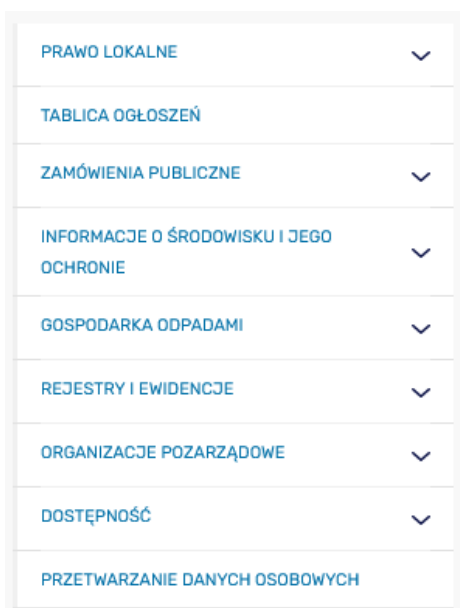 PRAWO LOKALNE
TABLICA OGŁOSZEŃ
ZAMÓWIENIA PUBLICZNE
INFORMACJE O ŚRODOWISKU I JEGO
OCHRONIE
GOSPODARKA ODPADAMI
REJESTRY I EWIDENCJE
ORGANIZACJE POZARZĄDOWE
DOSTĘPNOŚĆ
PRZETWARZANIE DANYCH OSOBOWYCH